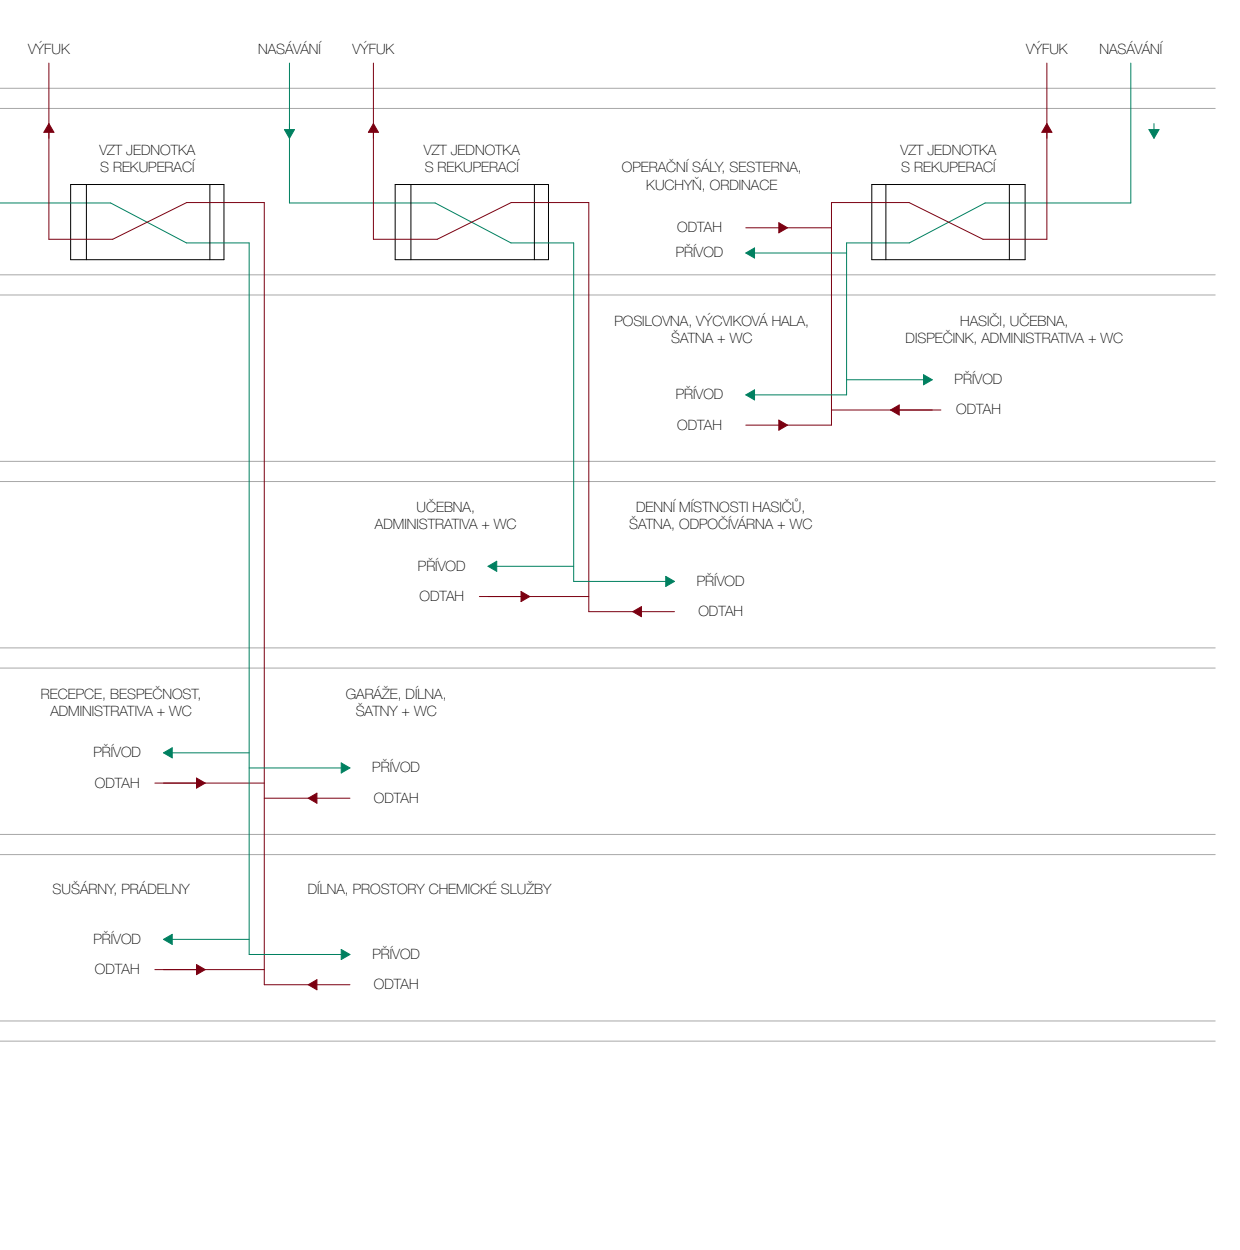 VÝFUK
NASÁVÁNÍ
VÝFUK
VÝFUK
NASÁVÁNÍ
VZT JEDNOTKA
S REKUPERACÍ
VZT JEDNOTKA
S REKUPERACÍ
OPERAČNÍ SÁLY, SESTERNA,
KUCHYŇ, ORDINACE
VZT JEDNOTKA
S REKUPERACÍ
ODTAH
PŘÍVOD
POSILOVNA, VÝCVIKOVÁ HALA,
ŠATNA + WC
HASIČI, UČEBNA,
DISPEČINK, ADMINISTRATIVA + WC
PŘÍVOD
ODTAH
PŘÍVOD
ODTAH
UČEBNA,
ADMINISTRATIVA + WC
DENNÍ MÍSTNOSTI HASIČŮ,
ŠATNA, ODPOČÍVÁRNA + WC
PŘÍVOD
ODTAH
PŘÍVOD
ODTAH
RECEPCE, BESPEČNOST,
ADMINISTRATIVA + WC
GARÁŽE, DÍLNA,
ŠATNY + WC
PŘÍVOD
ODTAH
PŘÍVOD
ODTAH
SUŠÁRNY, PRÁDELNY
DÍLNA, PROSTORY CHEMICKÉ SLUŽBY
PŘÍVOD
ODTAH
PŘÍVOD
ODTAH